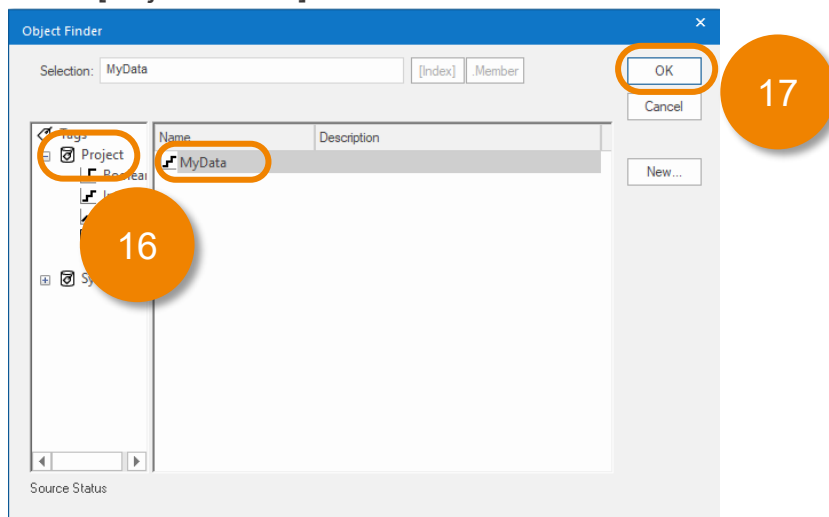 Object Finder
Selection: MyData [Index] .Member OK
17
Cancel
Tags
Name Description
Project
MyData
New...
16
Source Status